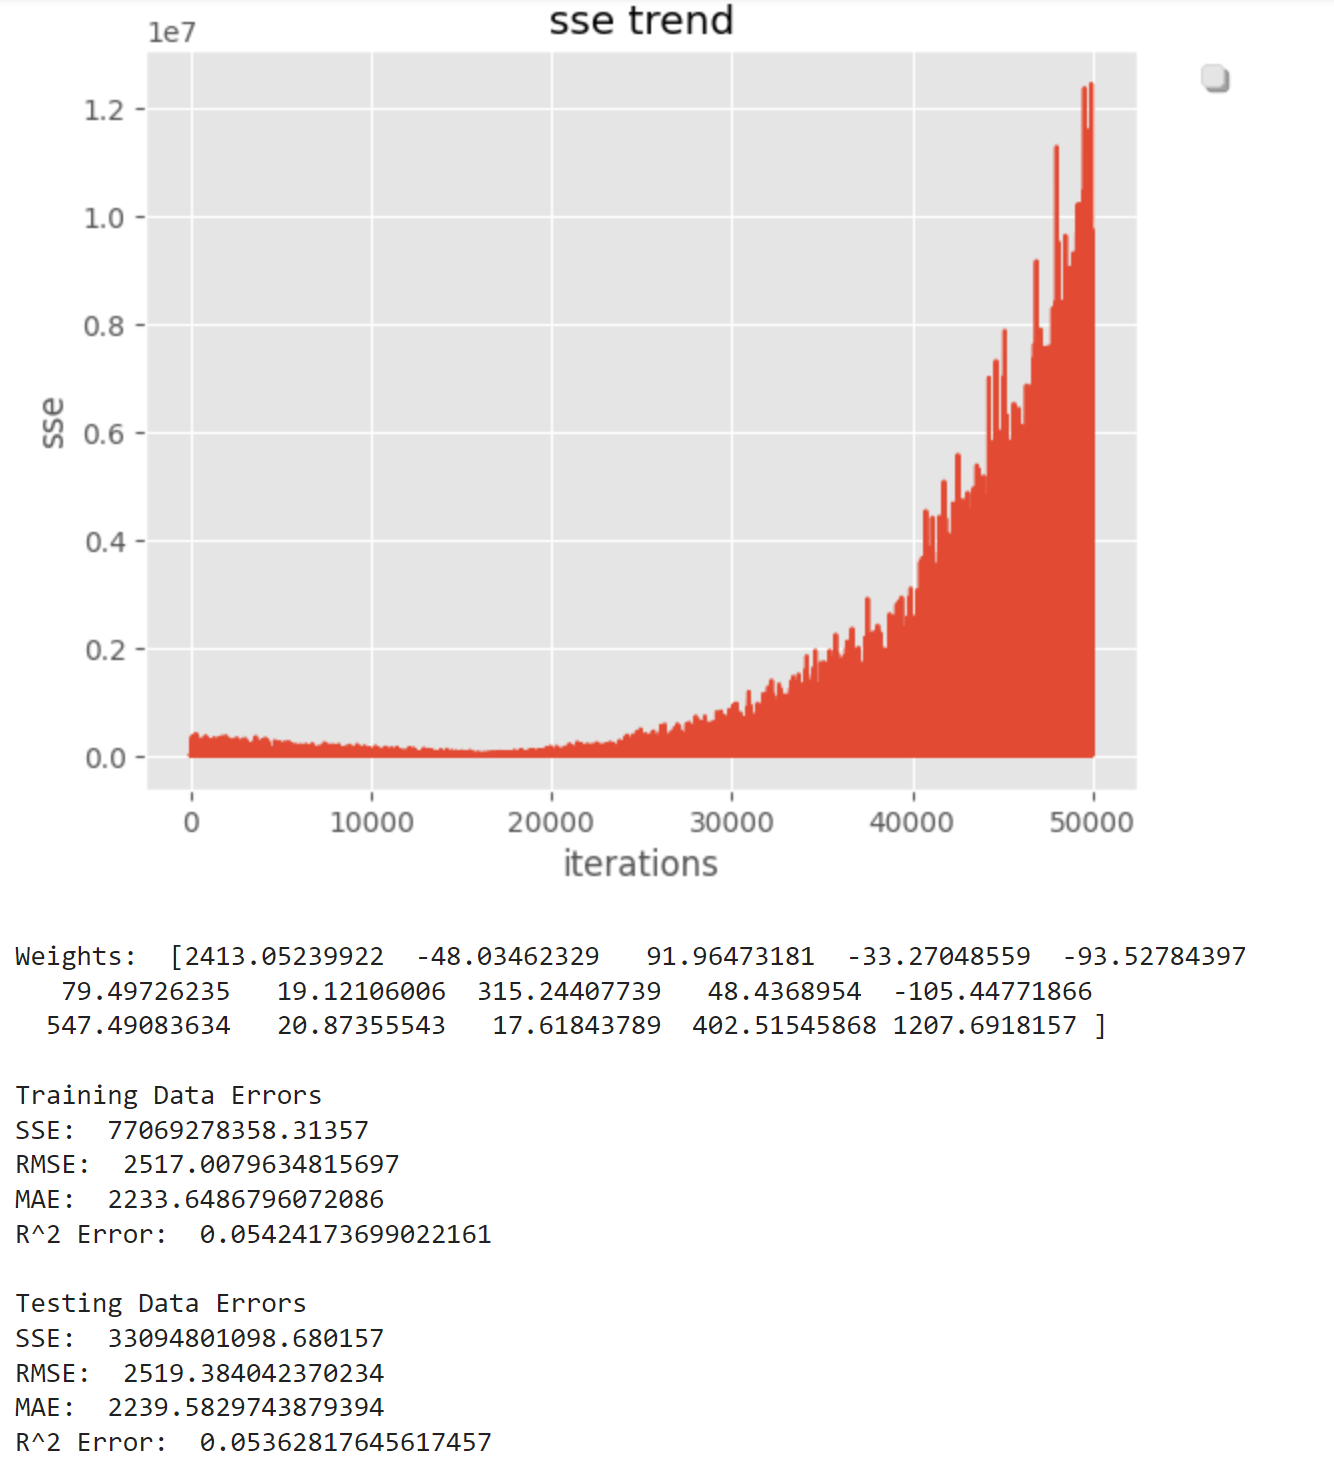 sse trend
1e7
1.2
1.0
0.8
0.6
0.4
0.2
0.0
sse
0 10000 20000 30000 40000 50000
iterations
Weights:  [2413.05239922  -48.03462329   91.96473181  -33.27048559  -93.52784397
   79.49726235   19.12106006  315.24407739   48.4368954  -105.44771866
  547.49083634   20.87355543   17.61843789  402.51545868 1207.6918157 ]
Training Data Errors
SSE:  77069278358.31357
RMSE:  2517.0079634815697
MAE:  2233.6486796072086
R^2 Error:  0.05424173699022161
Testing Data Errors
SSE:  33094801098.680157
RMSE:  2519.384042370234
MAE:  2239.5829743879394
R^2 Error:  0.05362817645617457